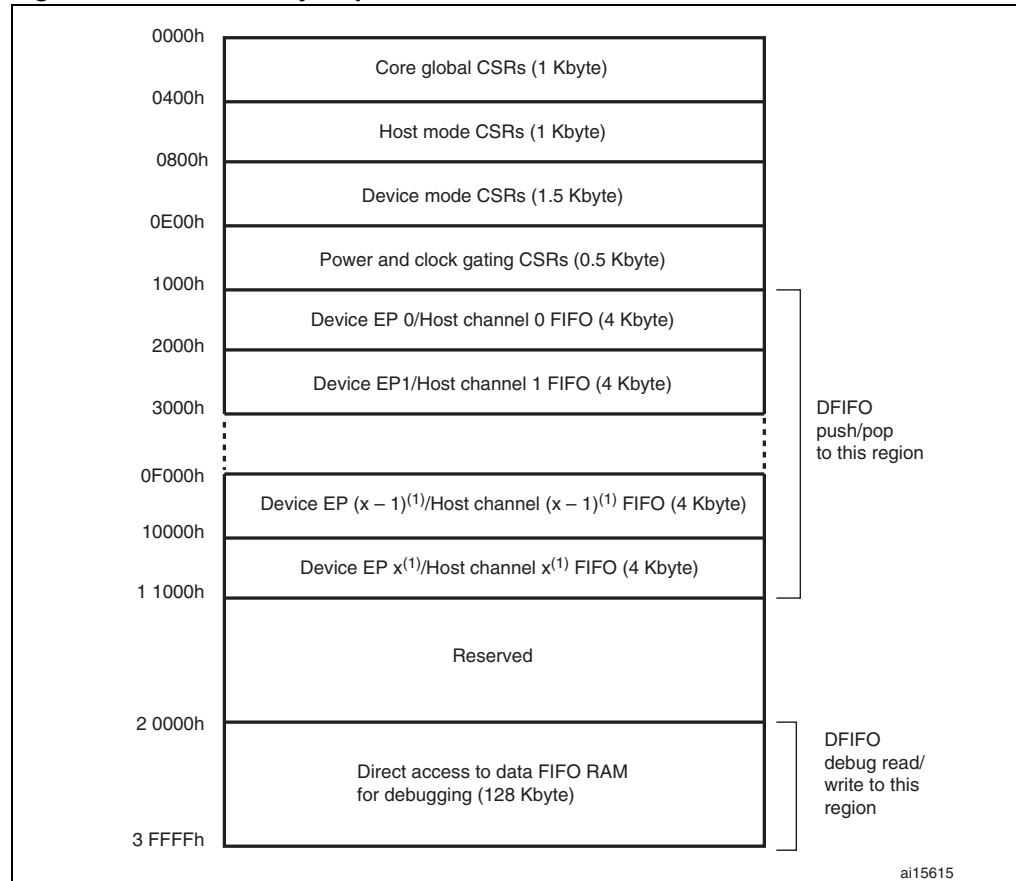 0000h
Core global CSRs (1 Kbyte)
0400h
Host mode CSRs (1 Kbyte)
0800h
Device mode CSRs (1.5 Kbyte)
0E00h
Power and clock gating CSRs (0.5 Kbyte)
1000h
Device EP 0/Host channel 0 FIFO (4 Kbyte)
2000h
Device EP1/Host channel 1 FIFO (4 Kbyte)
3000h
DFIFO
push/pop
to this region
0F000h
Device EP (x – 1)(1)/Host channel (x – 1)(1) FIFO (4 Kbyte)
10000h
Device EP x(1)/Host channel x(1) FIFO (4 Kbyte)
1 1000h
Reserved
2 0000h
Direct access to data FIFO RAM
for debugging (128 Kbyte)
DFIFO
debug read/
write to this
region
3 FFFFh
ai15615